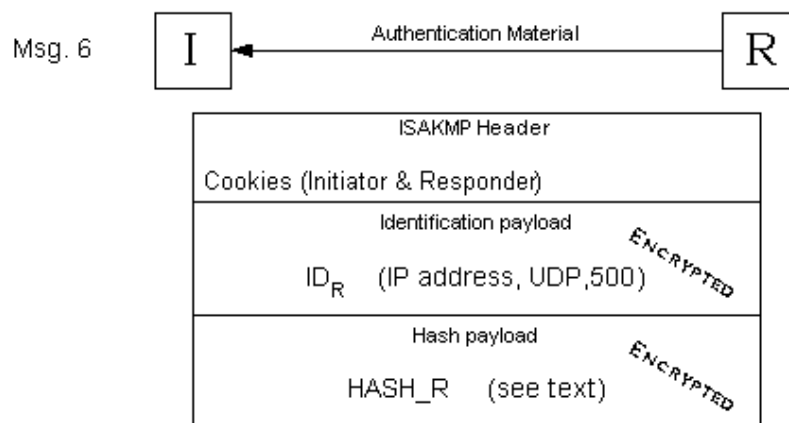 Authentication Material
Msg. 6 I R
ISAKMP Header
Cookies (Initiator & Responder)
Identification payload
ENCRYPTED
ID_R (IP address, UDP,500)
Hash payload
ENCRYPTED
HASH_R (see text)